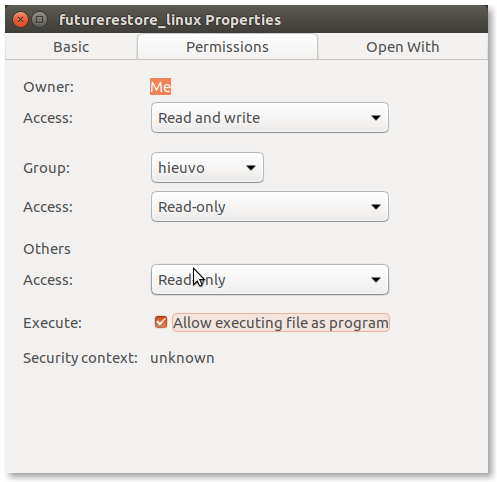 futurerestore_linux Properties
Basic Permissions Open With
Owner: Me
Access: Read and write
Group: hieuvo
Access: Read-only
Others
Access: Read-only
Execute: Allow executing file as program
Security context: unknown